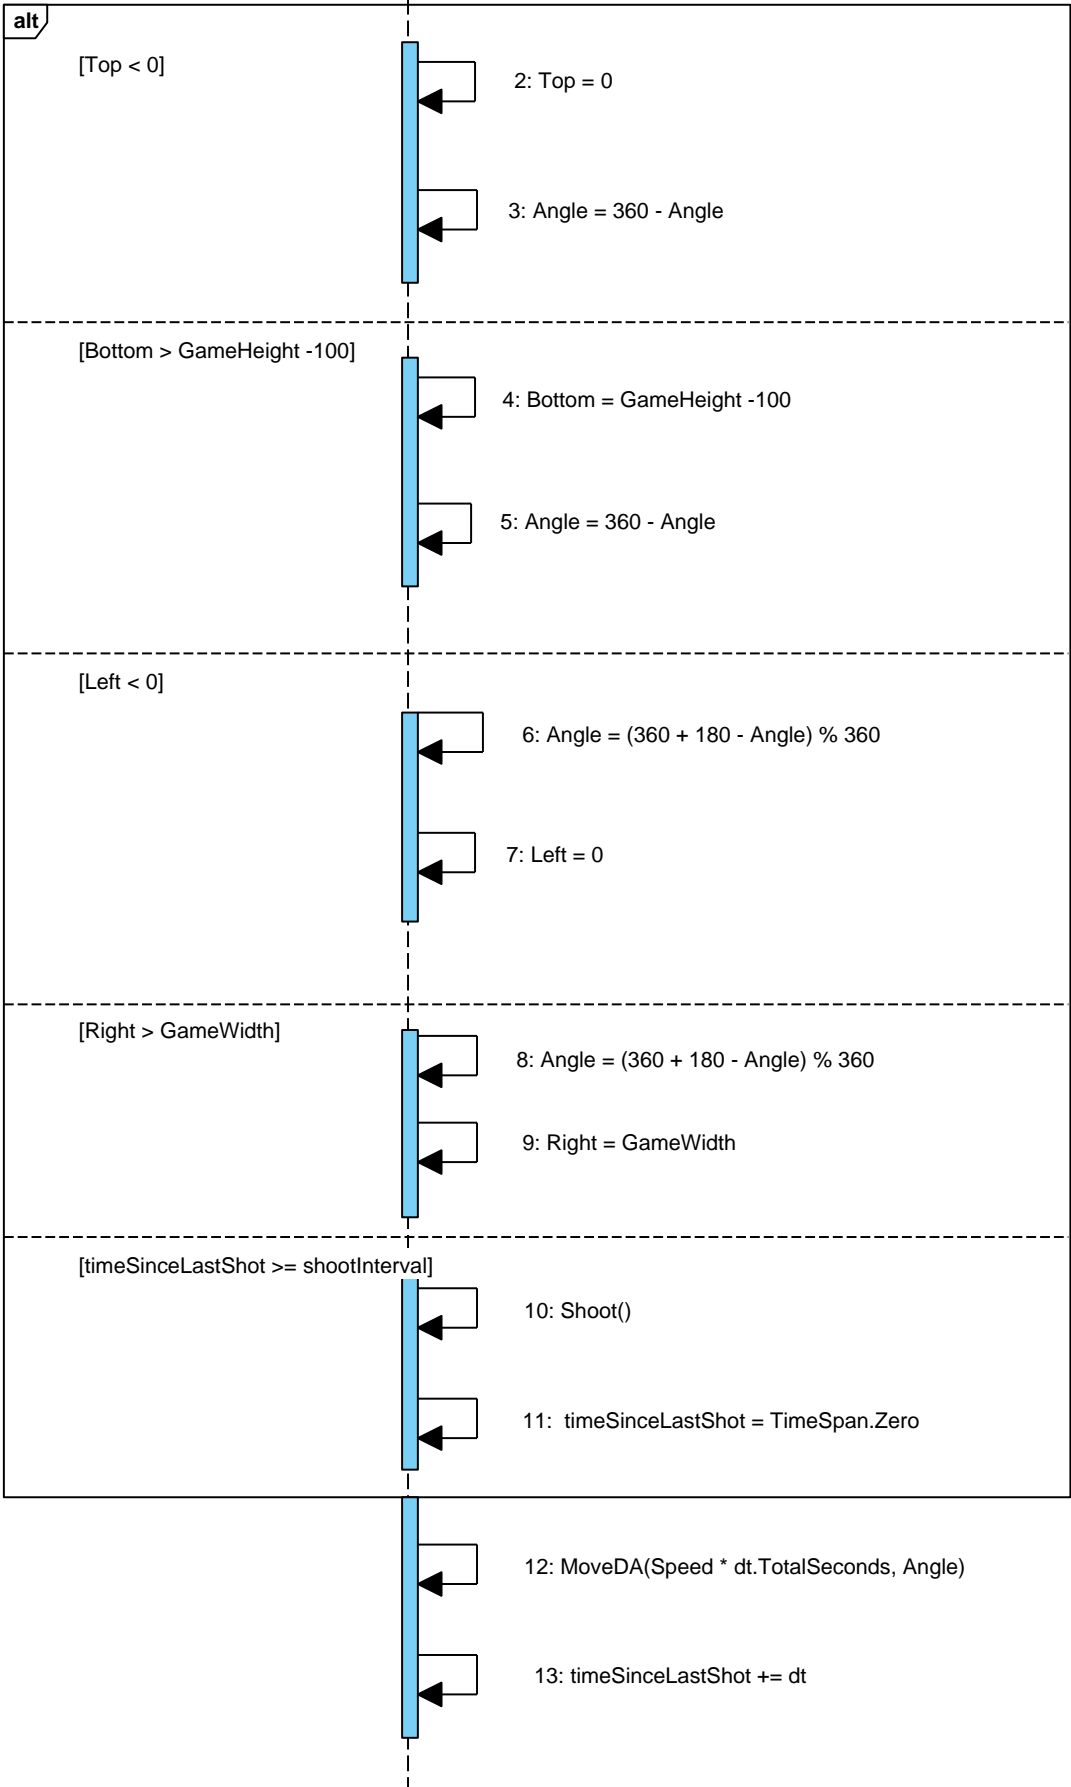 alt
[Top < 0]
2: Top = 0
3: Angle = 360 - Angle
[Bottom > GameHeight -100]
4: Bottom = GameHeight -100
5: Angle = 360 - Angle
[Left < 0]
6: Angle = (360 + 180 - Angle) % 360
7: Left = 0
[Right > GameWidth]
8: Angle = (360 + 180 - Angle) % 360
9: Right = GameWidth
[timeSinceLastShot >= shootInterval]
10: Shoot()
11:  timeSinceLastShot = TimeSpan.Zero
12: MoveDA(Speed * dt.TotalSeconds, Angle)
13: timeSinceLastShot += dt